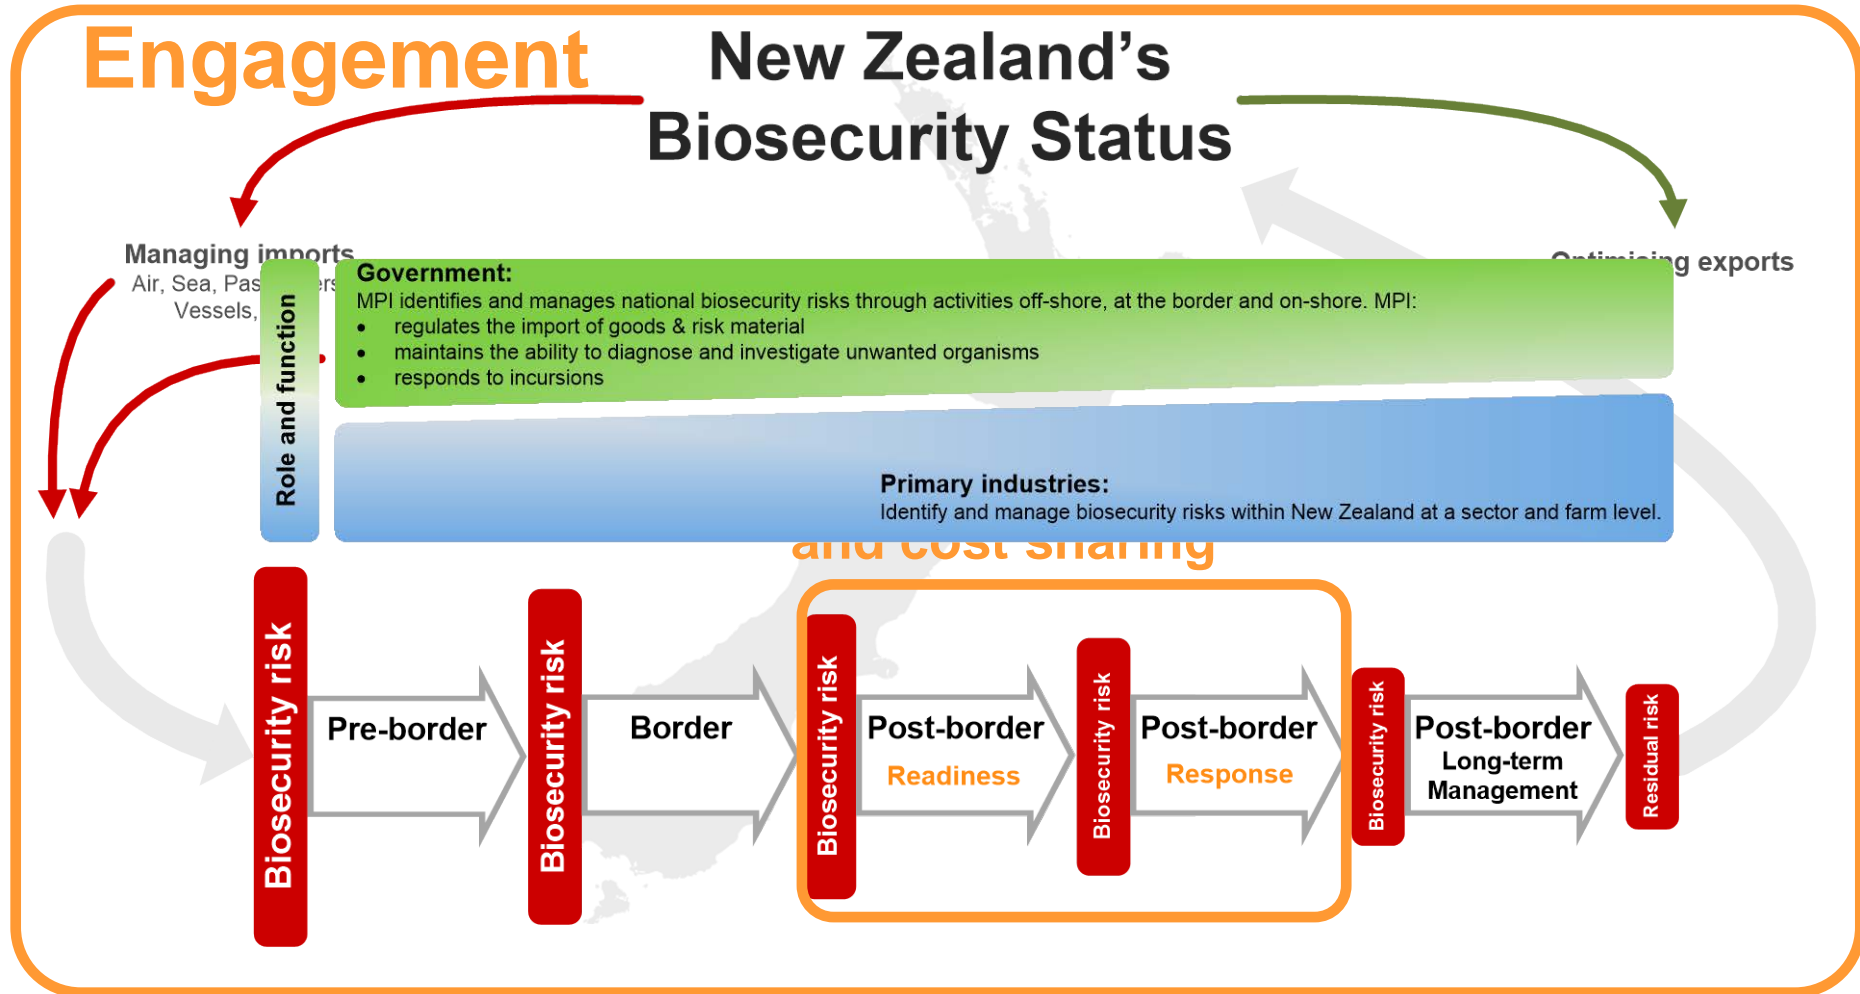 Engagement
New Zealand’s
Biosecurity Status
Managing imports
Air, Sea,
Vessels,
exports
Role and function
Government:
MPI identifies and manages national biosecurity risks through activities off-shore, at the border and on-shore. MPI:
• regulates the import of goods & risk material
• maintains the ability to diagnose and investigate unwanted organisms
• responds to incursions
Primary industries:
Identify and manage biosecurity risks within New Zealand at a sector and farm level.
and cost sharing
Biosecurity risk
Pre-border
Biosecurity risk
Border
Biosecurity risk
Post-border
Readiness
Biosecurity risk
Post-border
Response
Biosecurity risk
Post-border
Long-term
Management
Residual risk